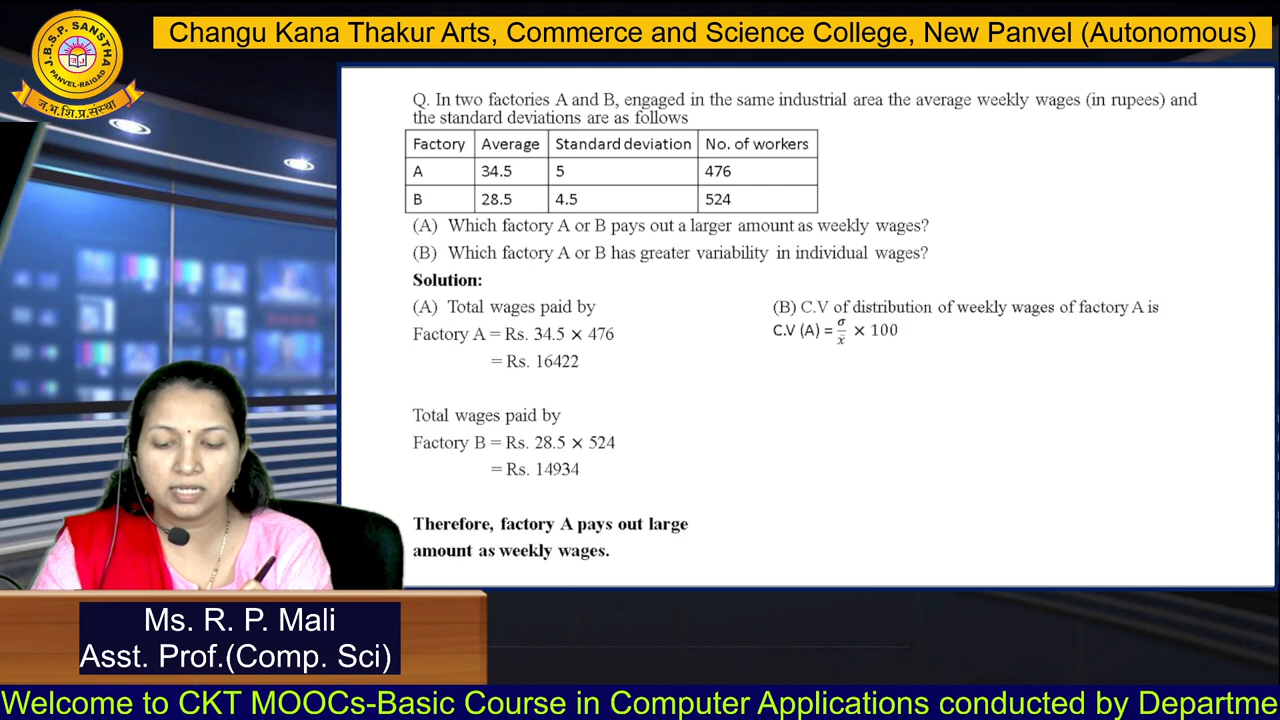 Changu Kana Thakur Arts, Commerce and Science College, New Panvel (Autonomous)
J.B.S.P. SANSTHA
PANVEL-RAIGAD
ज.भ.शि.प्र.संस्था
Q. In two factories A and B, engaged in the same industrial area the average weekly wages (in rupees) and
the standard deviations are as follows
Factory Average Standard deviation No. of workers
A 34.5 5 476
B 28.5 4.5 524
(A) Which factory A or B pays out a larger amount as weekly wages?
(B) Which factory A or B has greater variability in individual wages?
Solution:
(A) Total wages paid by
Factory A = Rs. 34.5 × 476
= Rs. 16422
Total wages paid by
Factory B = Rs. 28.5 × 524
= Rs. 14934
Therefore, factory A pays out large
amount as weekly wages.
(B) C.V of distribution of weekly wages of factory A is
C.V (A) = σ/x̄ × 100
Ms. R. P. Mali
Asst. Prof.(Comp. Sci)
Welcome to CKT MOOCs-Basic Course in Computer Applications conducted by Departme